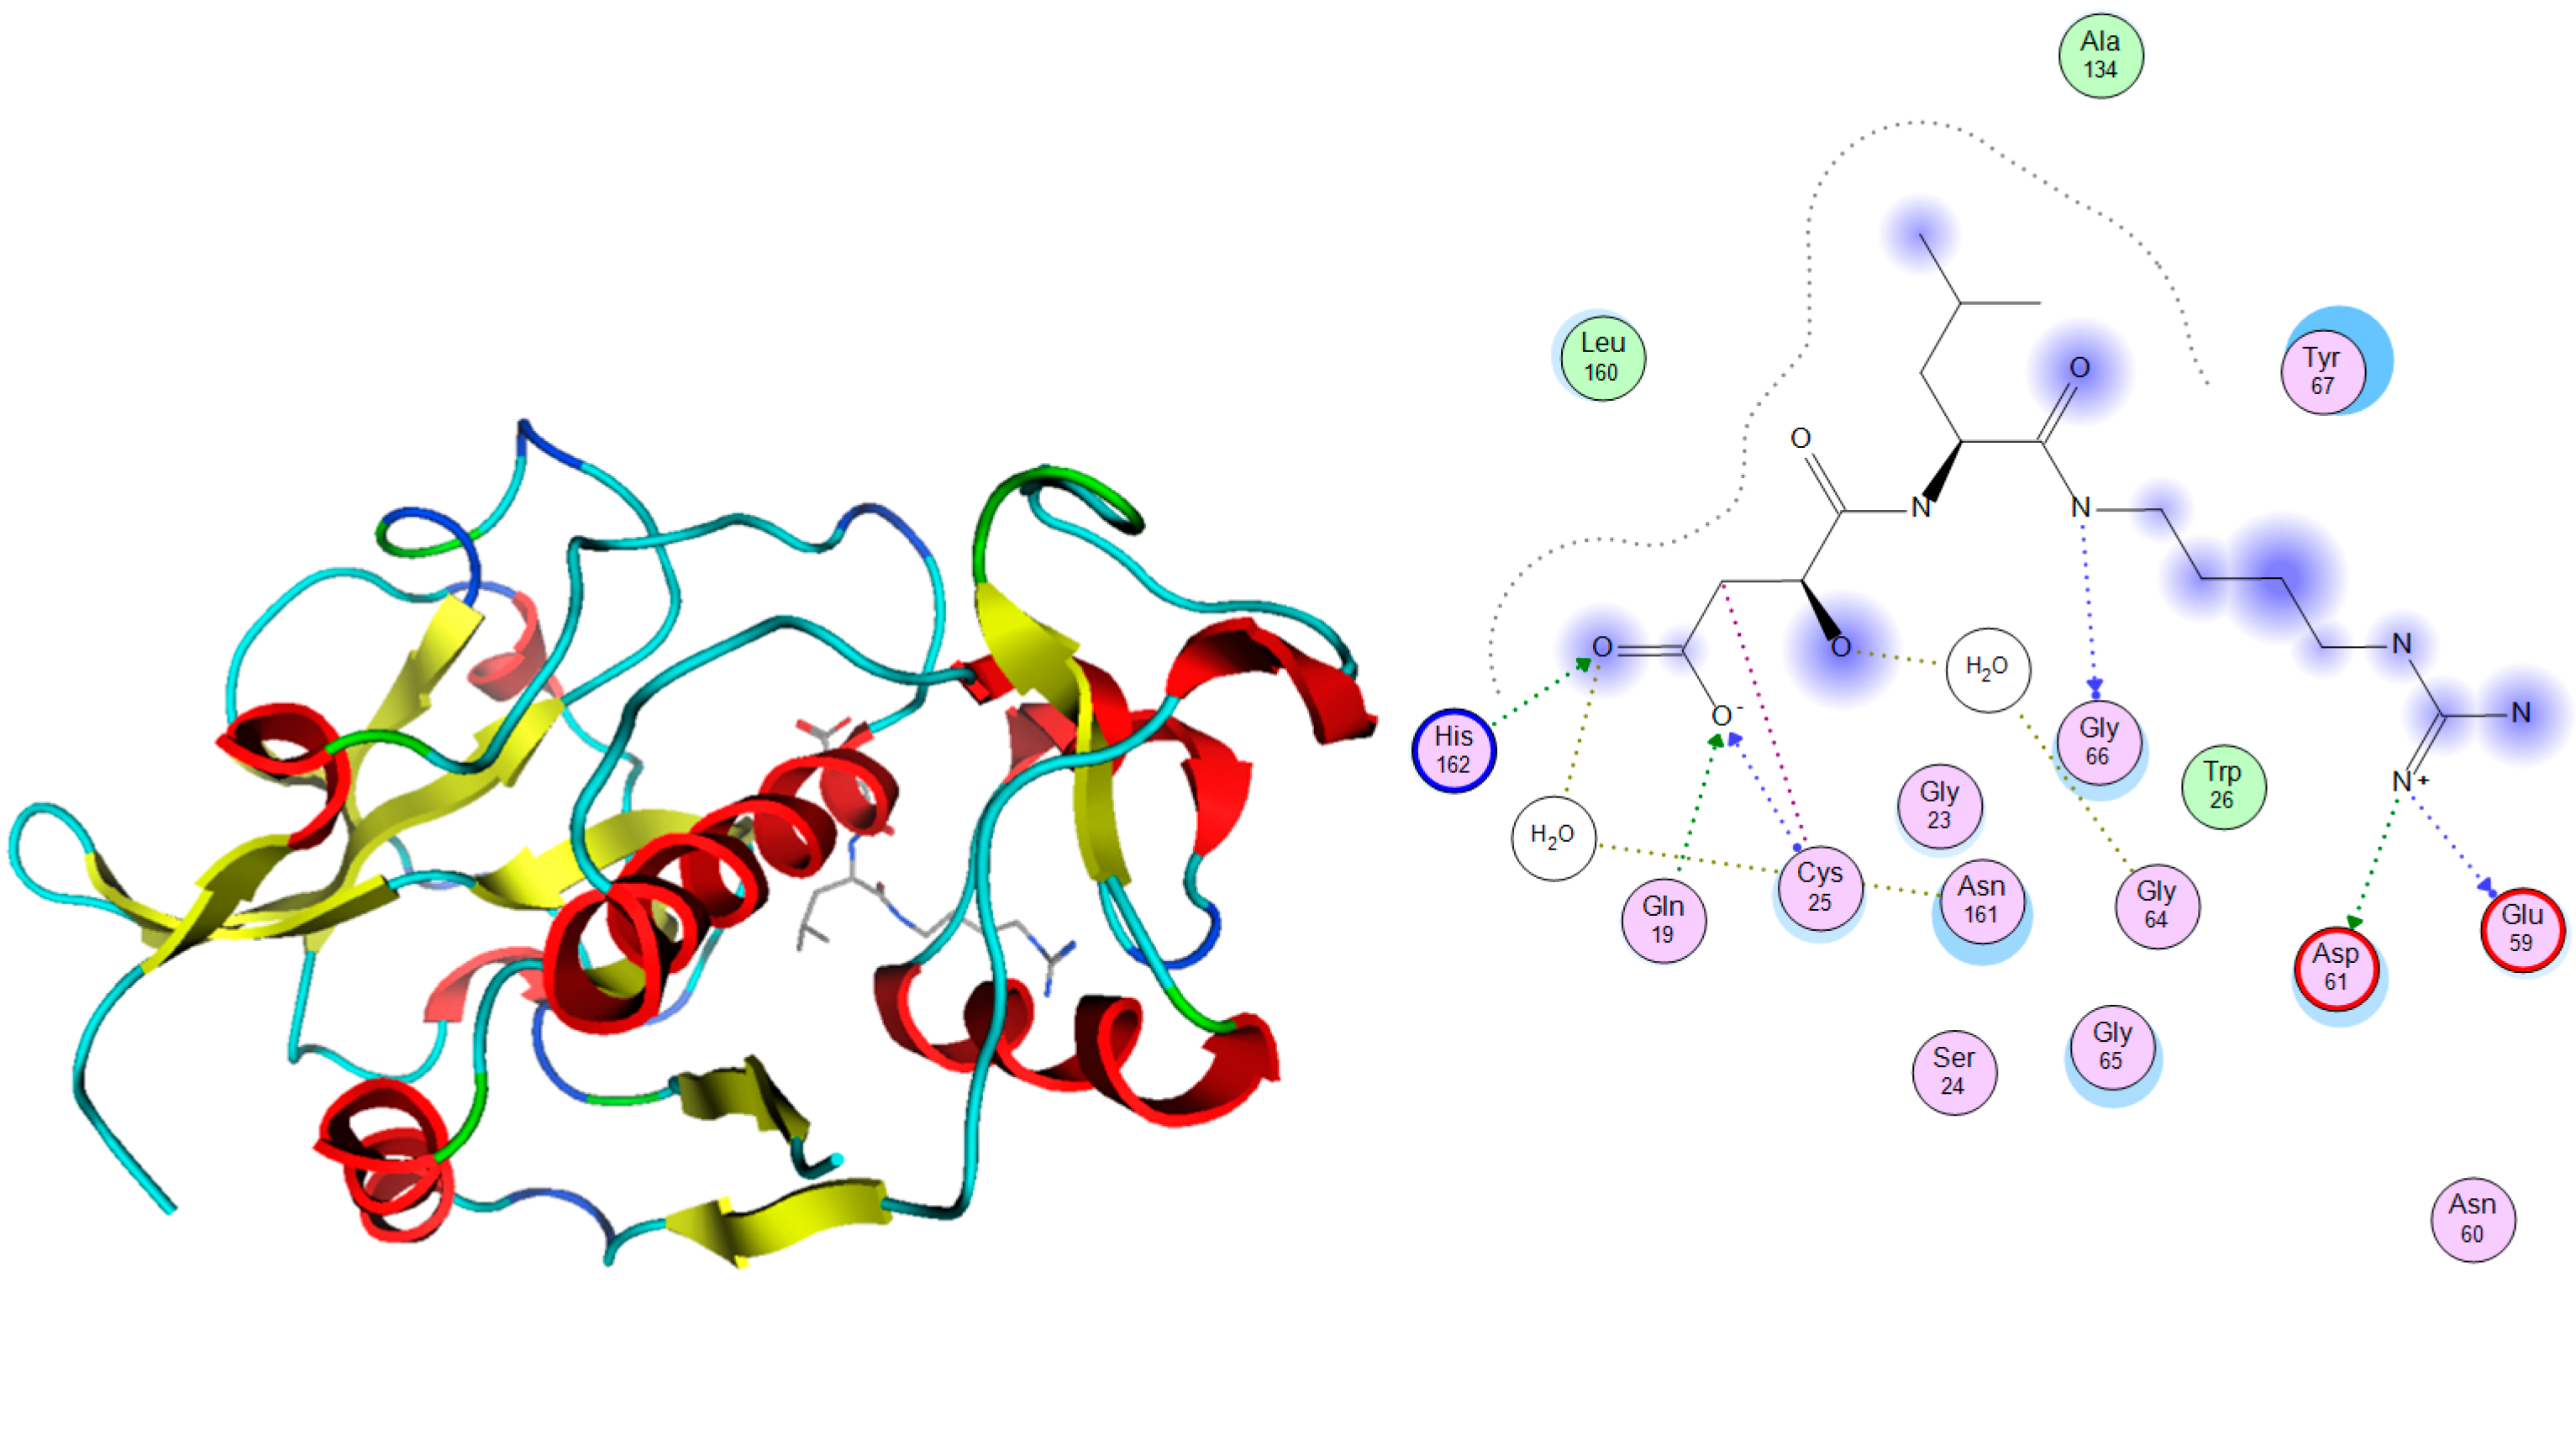 Ala
134
Leu
160
O
Tyr
67
O
N
N
O
O
H₂O
N
N
O-
His
162
Gly
66
Trp
26
N+
Gly
23
H₂O
Cys
25
Asn
161
Gln
19
Gly
64
Glu
59
Asp
61
Gly
65
Ser
24
Asn
60